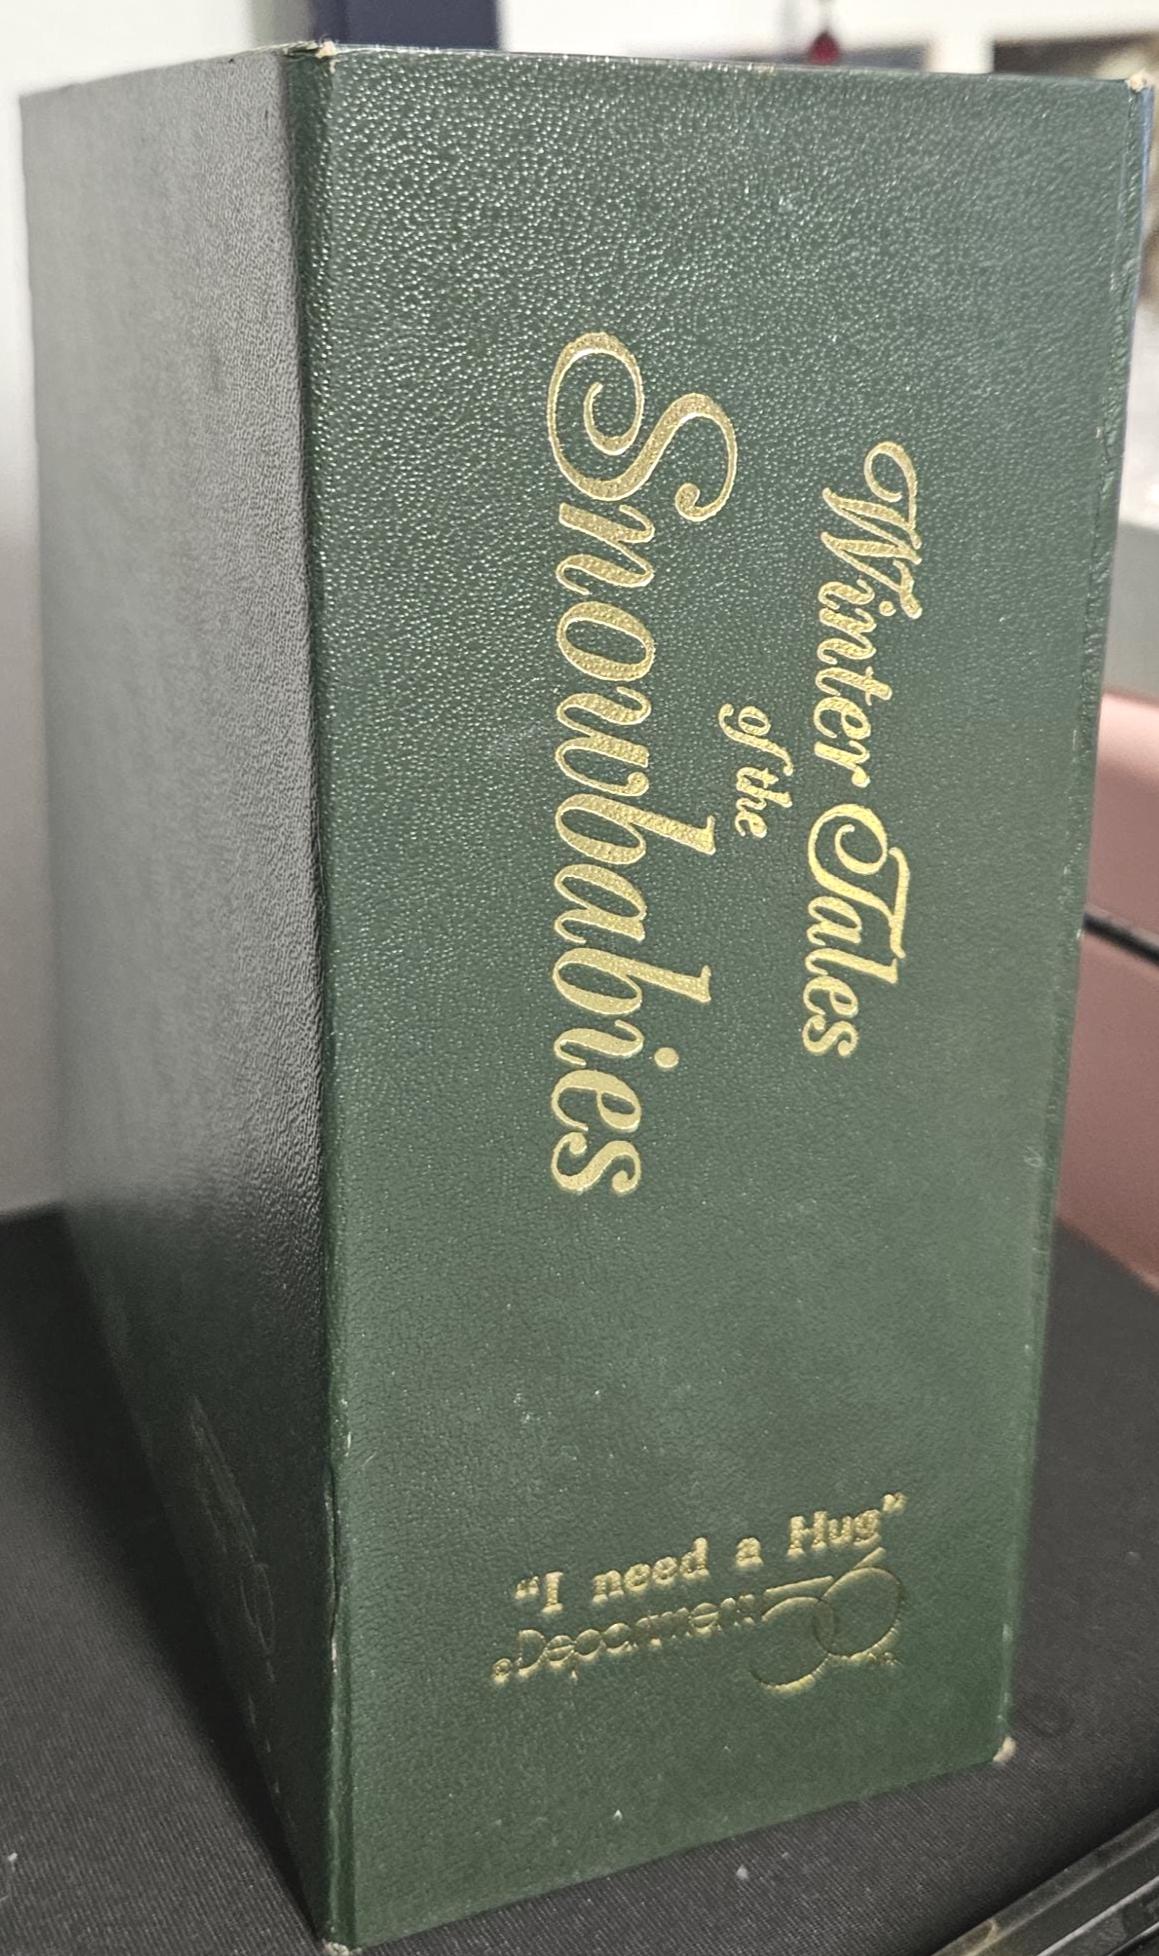 Winter Tales
of the
Snowbabies
"I need a Hug"
Department 56®